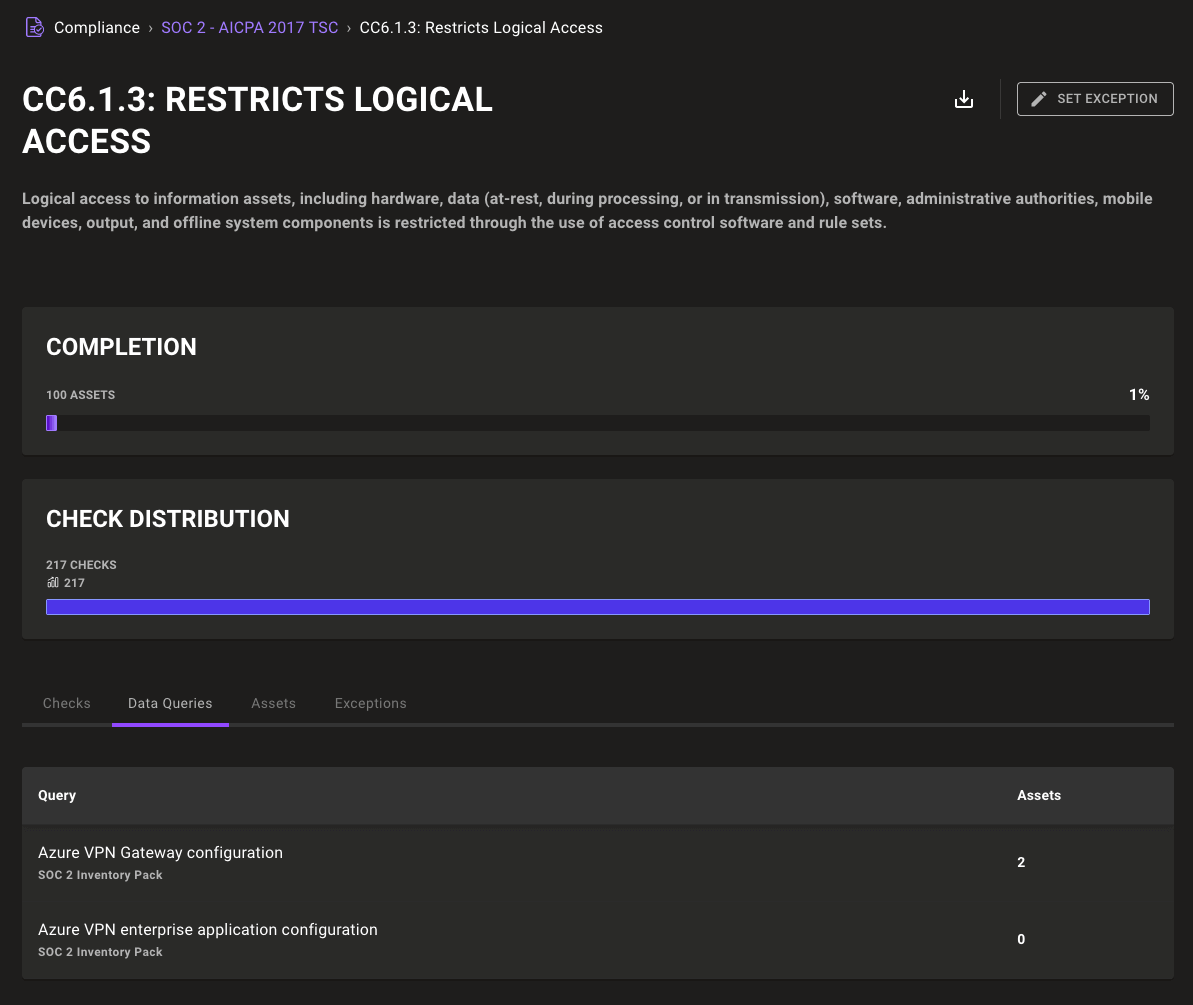 Compliance › SOC 2 - AICPA 2017 TSC › CC6.1.3: Restricts Logical Access
CC6.1.3: RESTRICTS LOGICAL
ACCESS
SET EXCEPTION
Logical access to information assets, including hardware, data (at-rest, during processing, or in transmission), software, administrative authorities, mobile
devices, output, and offline system components is restricted through the use of access control software and rule sets.
COMPLETION
100 ASSETS 1%
CHECK DISTRIBUTION
217 CHECKS
217
Checks Data Queries Assets Exceptions
Query Assets
Azure VPN Gateway configuration
SOC 2 Inventory Pack
2
Azure VPN enterprise application configuration
SOC 2 Inventory Pack
0